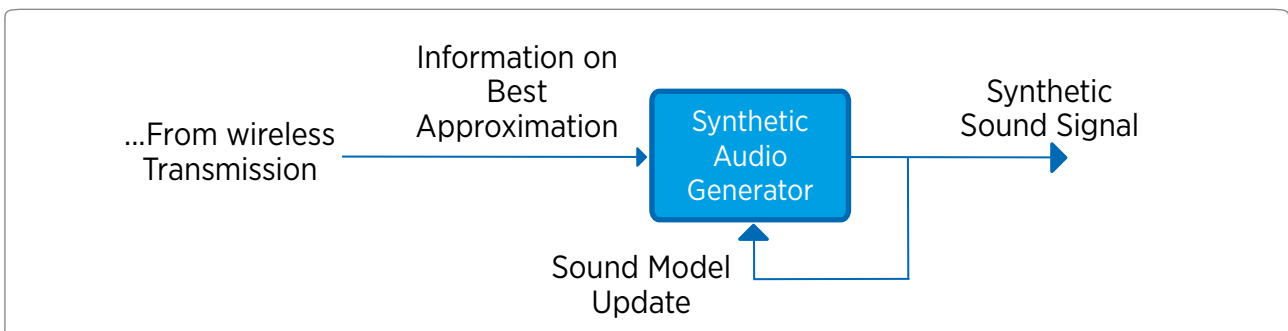 ...From wireless
Transmission
Information on
Best
Approximation
Synthetic
Audio
Generator
Synthetic
Sound Signal
Sound Model
Update